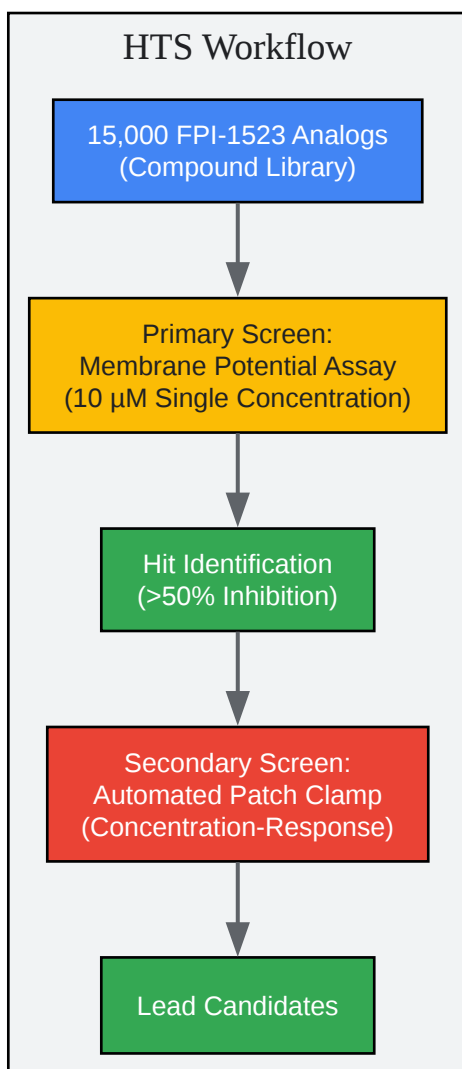 HTS Workflow
15,000 FPI-1523 Analogs
(Compound Library)
Primary Screen:
Membrane Potential Assay
(10 µM Single Concentration)
Hit Identification
(>50% Inhibition)
Secondary Screen:
Automated Patch Clamp
(Concentration-Response)
Lead Candidates